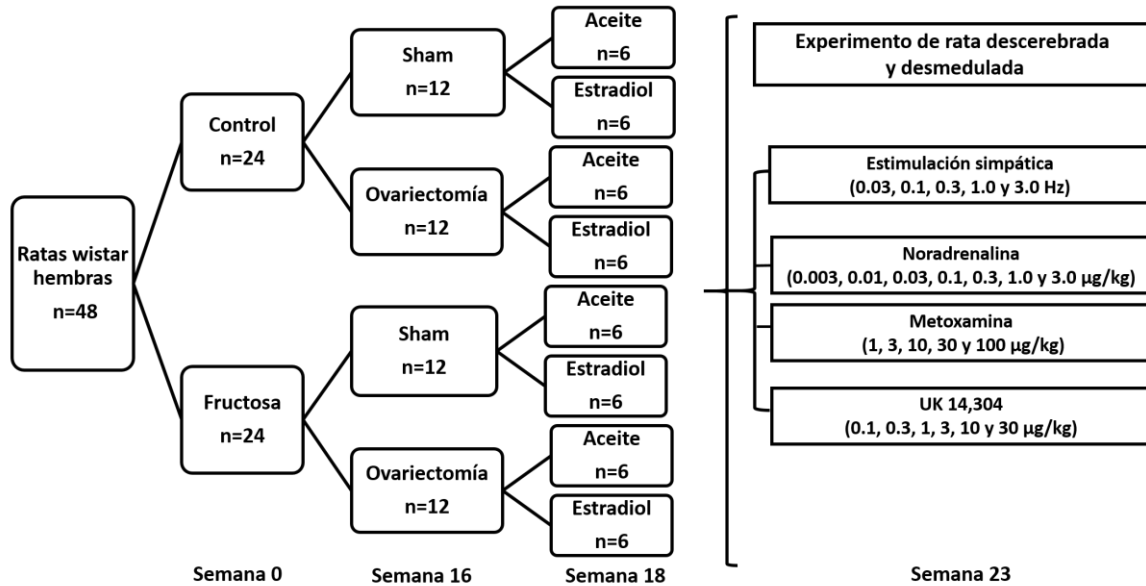 Ratas wistar
hembras
n=48
Control
n=24
Fructosa
n=24
Sham
n=12
Ovariectomía
n=12
Sham
n=12
Ovariectomía
n=12
Aceite
n=6
Estradiol
n=6
Aceite
n=6
Estradiol
n=6
Aceite
n=6
Estradiol
n=6
Aceite
n=6
Estradiol
n=6
Experimento de rata descerebrada
y desmedulada
Estimulación simpática
(0.03, 0.1, 0.3, 1.0 y 3.0 Hz)
Noradrenalina
(0.003, 0.01, 0.03, 0.1, 0.3, 1.0 y 3.0 µg/kg)
Metoxamina
(1, 3, 10, 30 y 100 µg/kg)
UK 14,304
(0.1, 0.3, 1, 3, 10 y 30 µg/kg)
Semana 0
Semana 16
Semana 18
Semana 23